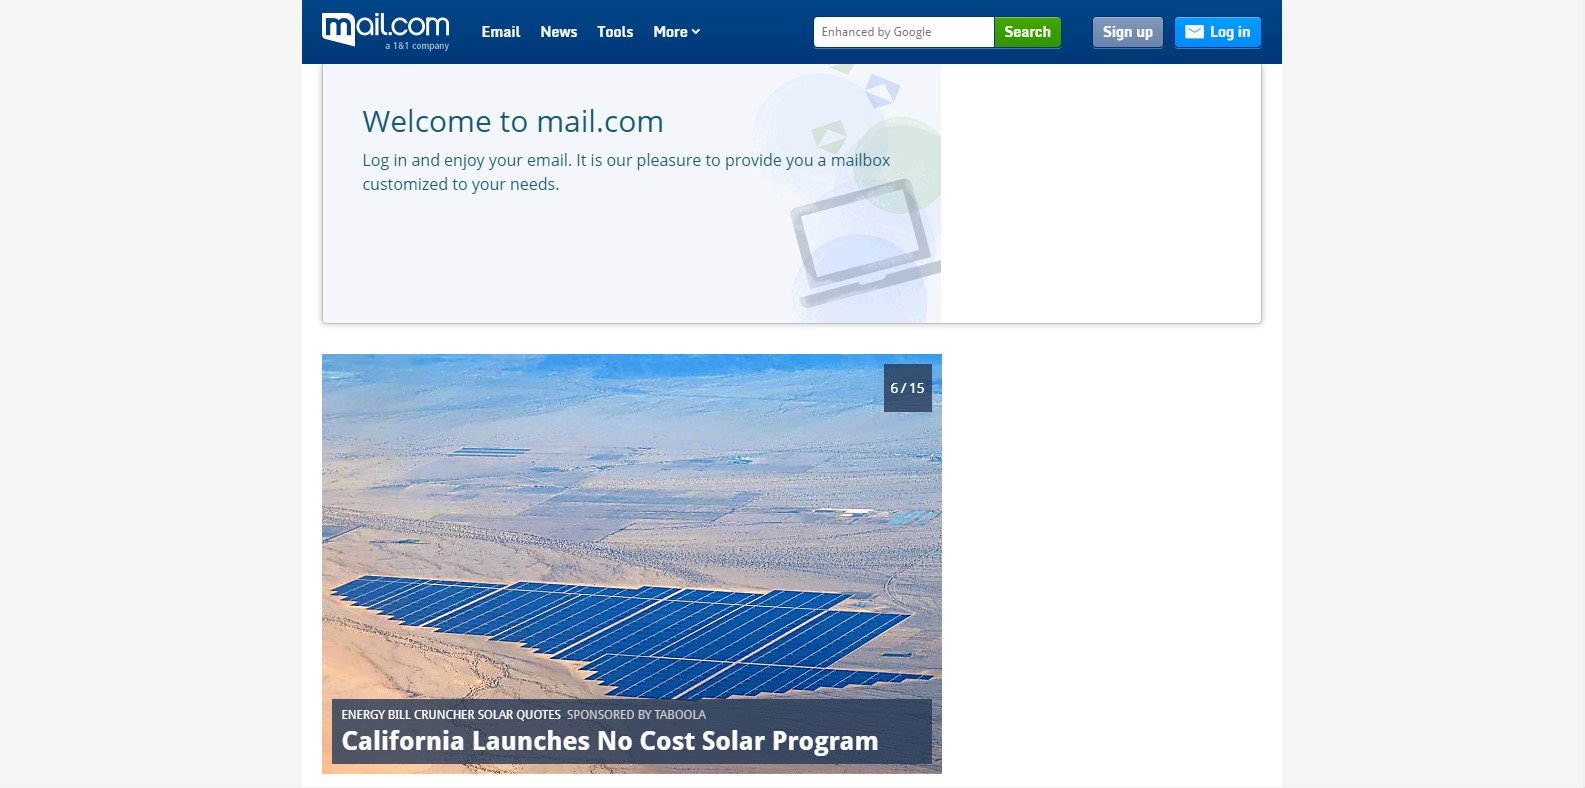 mail.com
a 1&1 company
Email News Tools More
Enhanced by Google
Search
Sign up
Log in
Welcome to mail.com
Log in and enjoy your email. It is our pleasure to provide you a mailbox
customized to your needs.
6 / 15
ENERGY BILL CRUNCHER SOLAR QUOTES SPONSORED BY TABOOLA
California Launches No Cost Solar Program